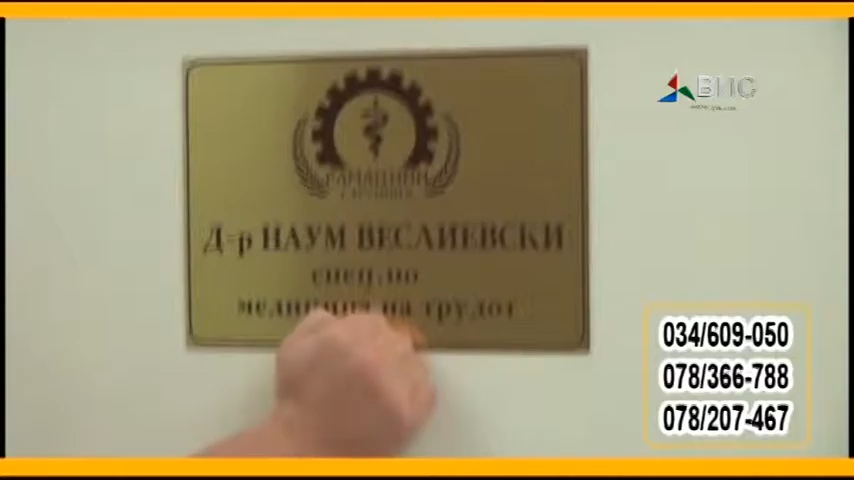 ВИС
Д-р НАУМ ВЕСЛИЕВСКИ
спец.по
медицина на трудот
034/609-050
078/366-788
078/207-467